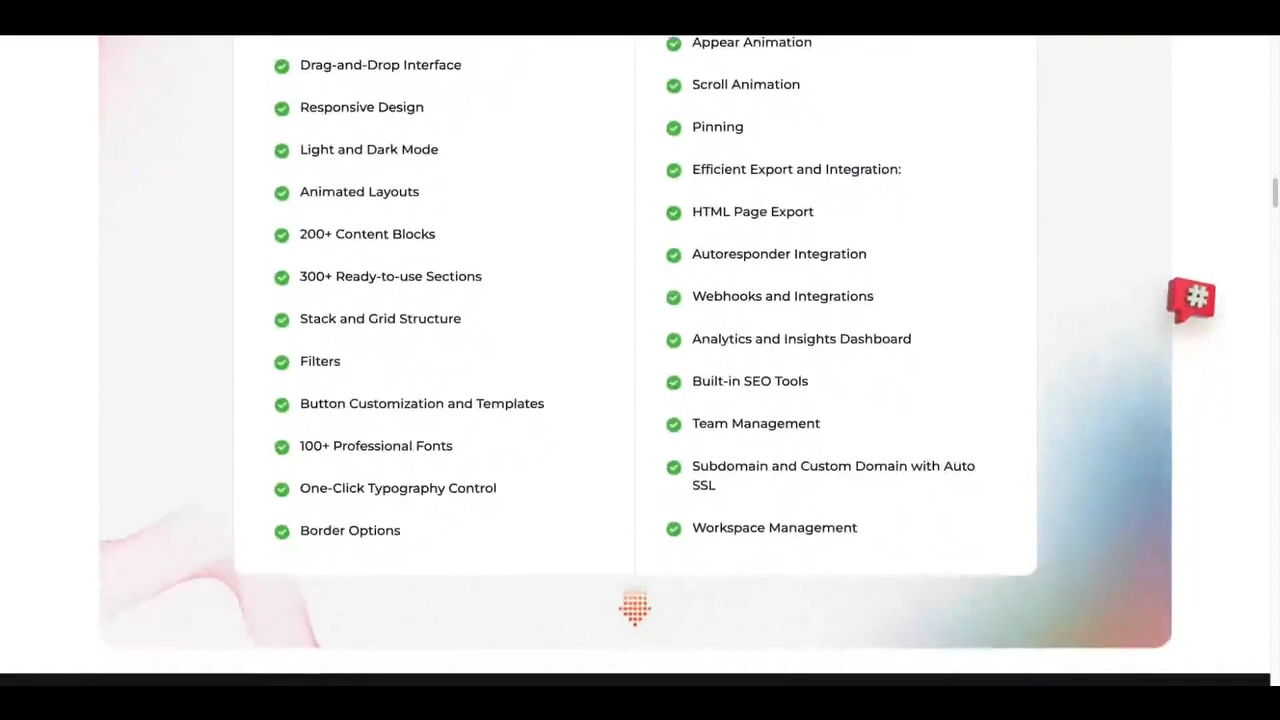 Drag-and-Drop Interface
Responsive Design
Light and Dark Mode
Animated Layouts
200+ Content Blocks
300+ Ready-to-use Sections
Stack and Grid Structure
Filters
Button Customization and Templates
100+ Professional Fonts
One-Click Typography Control
Border Options
Appear Animation
Scroll Animation
Pinning
Efficient Export and Integration:
HTML Page Export
Autoresponder Integration
Webhooks and Integrations
Analytics and Insights Dashboard
Built-in SEO Tools
Team Management
Subdomain and Custom Domain with Auto
SSL
Workspace Management
#